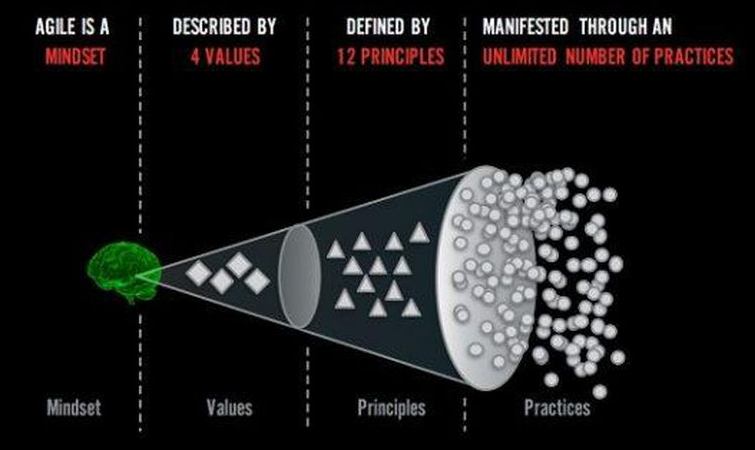 AGILE IS A
MINDSET
DESCRIBED BY
4 VALUES
DEFINED BY
12 PRINCIPLES
MANIFESTED THROUGH AN
UNLIMITED NUMBER OF PRACTICES
Mindset
Values
Principles
Practices